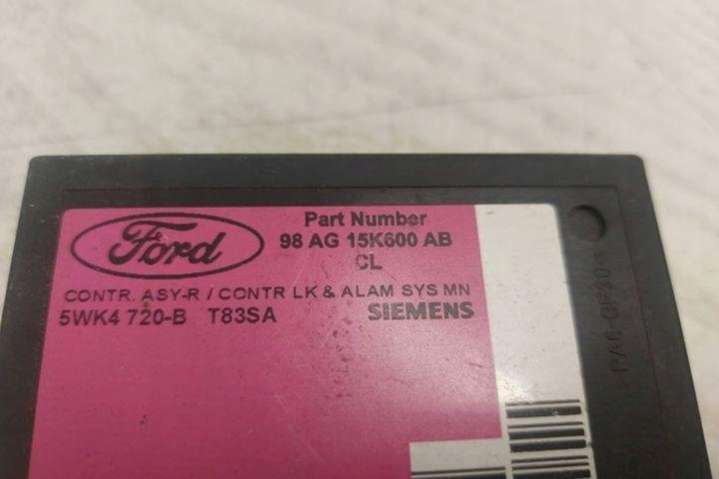 Ford
Part Number
98 AG 15K600 AB
CL
CONTR. ASY-R / CONTR LK & ALAM SYS MN
5WK4 720-B T83SA SIEMENS